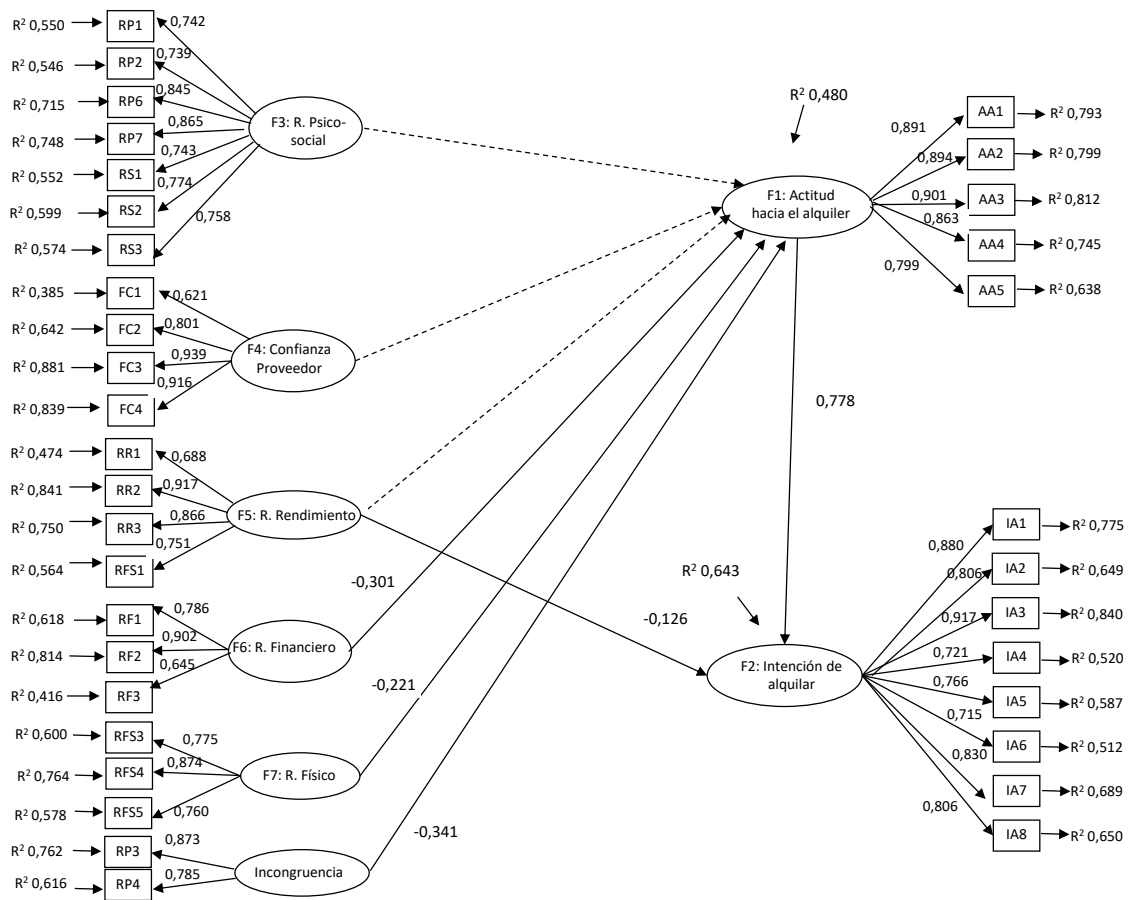 R² 0,550 RP1 0,742
R² 0,546 RP2 0,739
R² 0,715 RP6 0,845
R² 0,748 RP7 0,865
R² 0,552 RS1 0,743
R² 0,599 RS2 0,774
R² 0,574 RS3 0,758
F3: R. Psico-
social
R² 0,385 FC1 0,621
R² 0,642 FC2 0,801
R² 0,881 FC3 0,939
R² 0,839 FC4 0,916
F4: Confianza
Proveedor
R² 0,474 RR1 0,688
R² 0,841 RR2 0,917
R² 0,750 RR3 0,866
R² 0,564 RFS1 0,751
F5: R. Rendimiento
R² 0,618 RF1 0,786
R² 0,814 RF2 0,902
R² 0,416 RF3 0,645
F6: R. Financiero
R² 0,600 RFS3 0,775
R² 0,764 RFS4 0,874
R² 0,578 RFS5 0,760
F7: R. Físico
R² 0,762 RP3 0,873
R² 0,616 RP4 0,785
Incongruencia
-0,301
-0,221
-0,341
-0,126
0,778
R² 0,480
F1: Actitud
hacia el alquiler
0,891 AA1 R² 0,793
0,894 AA2 R² 0,799
0,901 AA3 R² 0,812
0,863 AA4 R² 0,745
0,799 AA5 R² 0,638
R² 0,643
F2: Intención de
alquilar
0,880 IA1 R² 0,775
0,806 IA2 R² 0,649
0,917 IA3 R² 0,840
0,721 IA4 R² 0,520
0,766 IA5 R² 0,587
0,715 IA6 R² 0,512
0,830 IA7 R² 0,689
0,806 IA8 R² 0,650